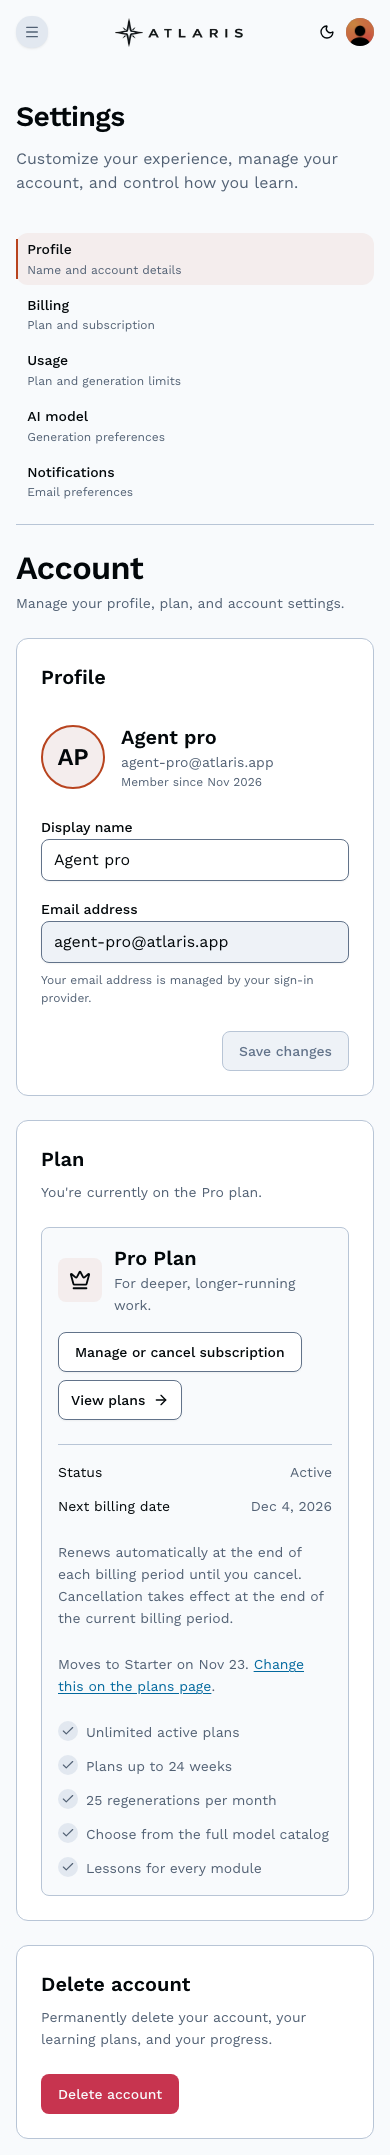 ATLARIS
Settings
Customize your experience, manage your
account, and control how you learn.
Profile
Name and account details
Billing
Plan and subscription
Usage
Plan and generation limits
AI model
Generation preferences
Notifications
Email preferences
Account
Manage your profile, plan, and account settings.
Profile
AP
Agent pro
agent-pro@atlaris.app
Member since Nov 2026
Display name
Agent pro
Email address
agent-pro@atlaris.app
Your email address is managed by your sign-in
provider.
Save changes
Plan
You're currently on the Pro plan.
Pro Plan
For deeper, longer-running
work.
Manage or cancel subscription
View plans
Status Active
Next billing date Dec 4, 2026
Renews automatically at the end of
each billing period until you cancel.
Cancellation takes effect at the end of
the current billing period.
Moves to Starter on Nov 23. Change
this on the plans page.
Unlimited active plans
Plans up to 24 weeks
25 regenerations per month
Choose from the full model catalog
Lessons for every module
Delete account
Permanently delete your account, your
learning plans, and your progress.
Delete account